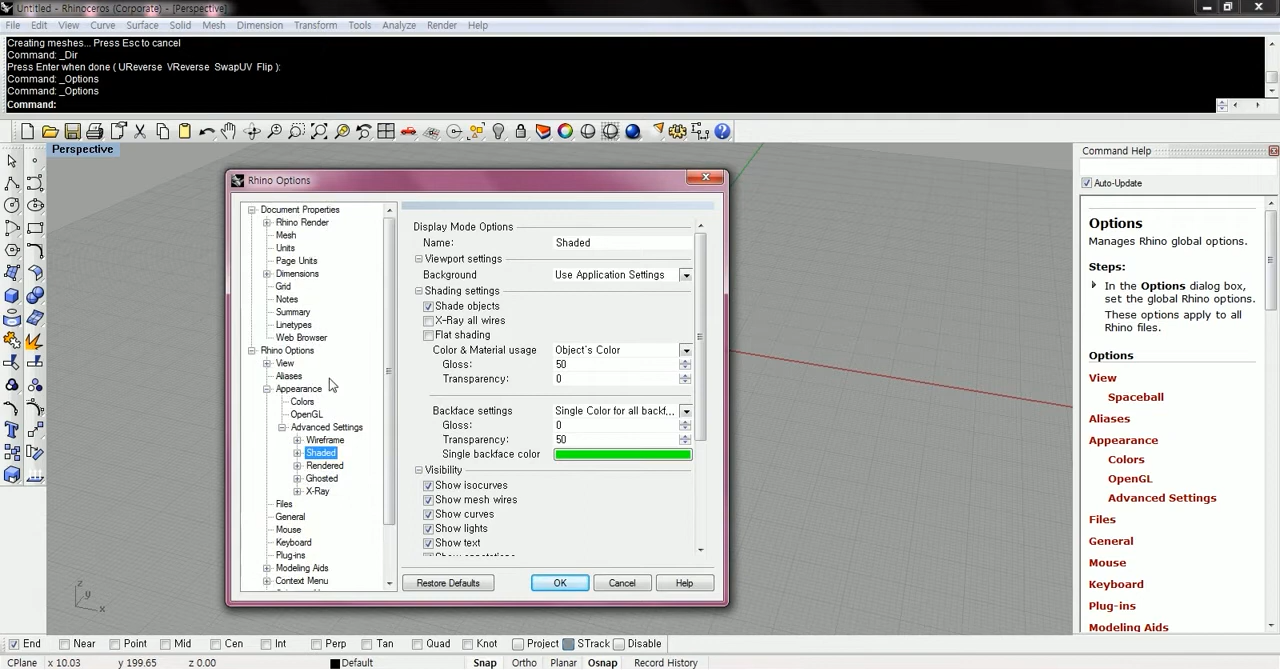 Untitled - Rhinoceros (Corporate) - [Perspective]
File Edit View Curve Surface Solid Mesh Dimension Transform Tools Analyze Render Help
Creating meshes... Press Esc to cancel
Command: _Dir
Press Enter when done ( UReverse VReverse SwapUV Flip ):
Command: _Options
Command: _Options
Command:
Perspective
Rhino Options
Document Properties
Rhino Render
Mesh
Units
Page Units
Dimensions
Grid
Notes
Summary
Linetypes
Web Browser
Rhino Options
View
Aliases
Appearance
Colors
OpenGL
Advanced Settings
Wireframe
Shaded
Rendered
Ghosted
X-Ray
Files
General
Mouse
Keyboard
Plug-ins
Modeling Aids
Context Menu
Display Mode Options
Name: Shaded
Viewport settings
Background Use Application Settings
Shading settings
Shade objects
X-Ray all wires
Flat shading
Color & Material usage Object`s Color
Gloss: 50
Transparency: 0
Backface settings Single Color for all backf...
Gloss: 0
Transparency: 50
Single backface color
Visibility
Show isocurves
Show mesh wires
Show curves
Show lights
Show text
Show annotations
Restore Defaults OK Cancel Help
Command Help
Auto-Update
Options
Manages Rhino global options.
Steps:
In the Options dialog box,
set the global Rhino options.
These options apply to all
Rhino files.
Options
View
Spaceball
Aliases
Appearance
Colors
OpenGL
Advanced Settings
Files
General
Mouse
Keyboard
Plug-ins
Modeling Aids
z
y
x
End Near Point Mid Cen Int Perp Tan Quad Knot Project STrack Disable
CPlane x 10.03 y 199.65 z 0.00 Default Snap Ortho Planar Osnap Record History